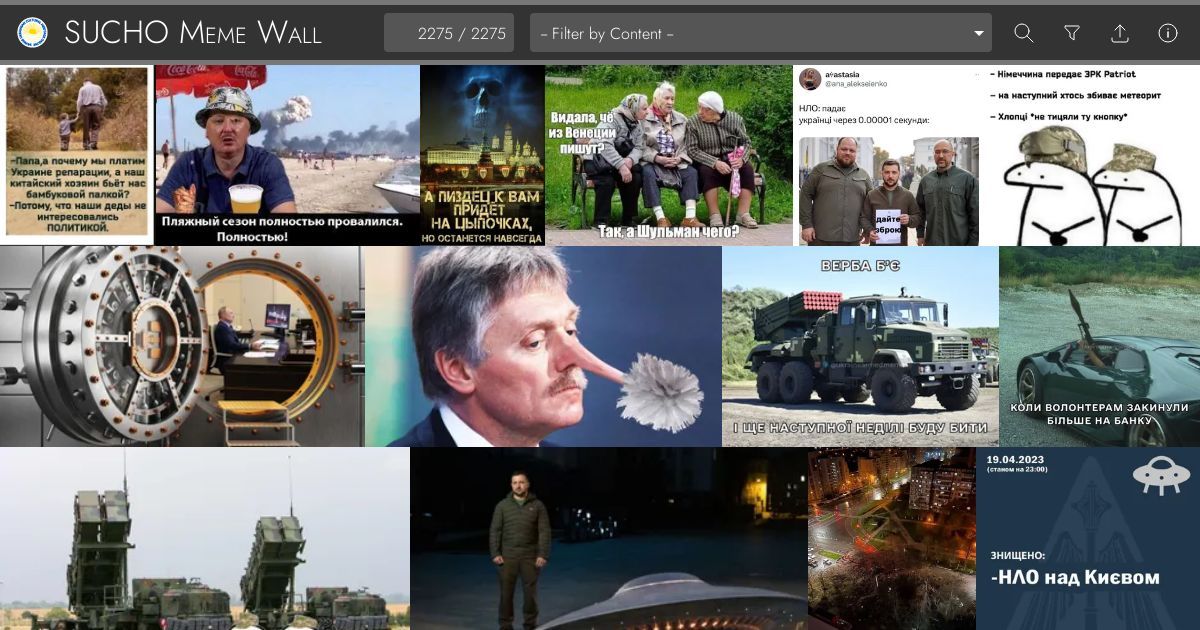 SUCHO Meme Wall
2275 / 2275
– Filter by Content –
–Папа,а почему мы платим
Украине репарации, а наш
китайский хозяин бьёт нас
бамбуковой палкой?
–Потому, что наши деды не
интересовались
ПОЛИТИКОЙ.
Coca-Cola
Пляжный сезон полностью провалился.
Полностью!
А ПИЗДЕЦ К ВАМ
ПРИДЕТ
НА ЦЫПОЧКАХ,
НО ОСТАНЕТСЯ НАВСЕГДА
Видала, чё
из Венеции
пишут?
Так, а Шульман чего?
anastasia
@ana_alekseienko
НЛО: падає
українці через 0.00001 секунди:
дайте
зброю
– Німеччина передає ЗРК Patriot
– на наступний хтось збиває метеорит
– Хлопці *не тицяли ту кнопку*
ВЕРБА Б'Є
І ЩЕ НАСТУПНОЇ НЕДІЛІ БУДУ БИТИ
КОЛИ ВОЛОНТЕРАМ ЗАКИНУЛИ
БІЛЬШЕ НА БАНКУ
19.04.2023
(станом на 23:00)
ЗНИЩЕНО:
-НЛО над Києвом